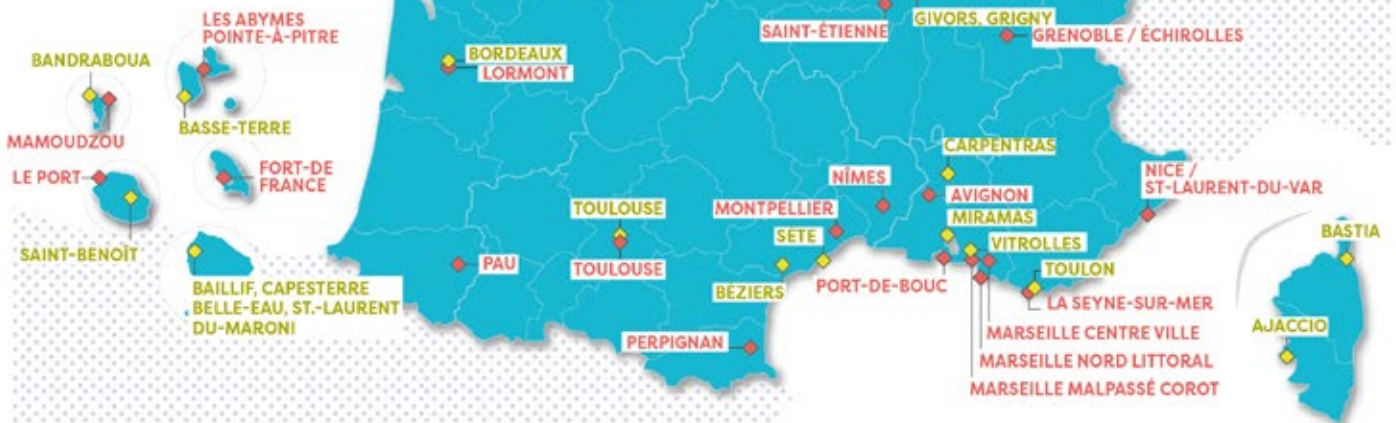 LES ABYMES
POINTE-À-PITRE
BANDRABOUA
BASSE-TERRE
MAMOUDZOU
LE PORT
FORT-DE
FRANCE
SAINT-BENOÎT
BAILLIF, CAPESTERRE
BELLE-EAU, ST.-LAURENT
DU-MARONI
SAINT-ÉTIENNE
GIVORS, GRIGNY
GRENOBLE / ÉCHIROLLES
BORDEAUX
LORMONT
CARPENTRAS
NÎMES
AVIGNON
NICE /
ST-LAURENT-DU-VAR
TOULOUSE
MONTPELLIER
MIRAMAS
SÈTE
VITROLLES
BASTIA
PAU
TOULOUSE
TOULON
BÉZIERS
PORT-DE-BOUC
LA SEYNE-SUR-MER
AJACCIO
PERPIGNAN
MARSEILLE CENTRE VILLE
MARSEILLE NORD LITTORAL
MARSEILLE MALPASSÉ COROT